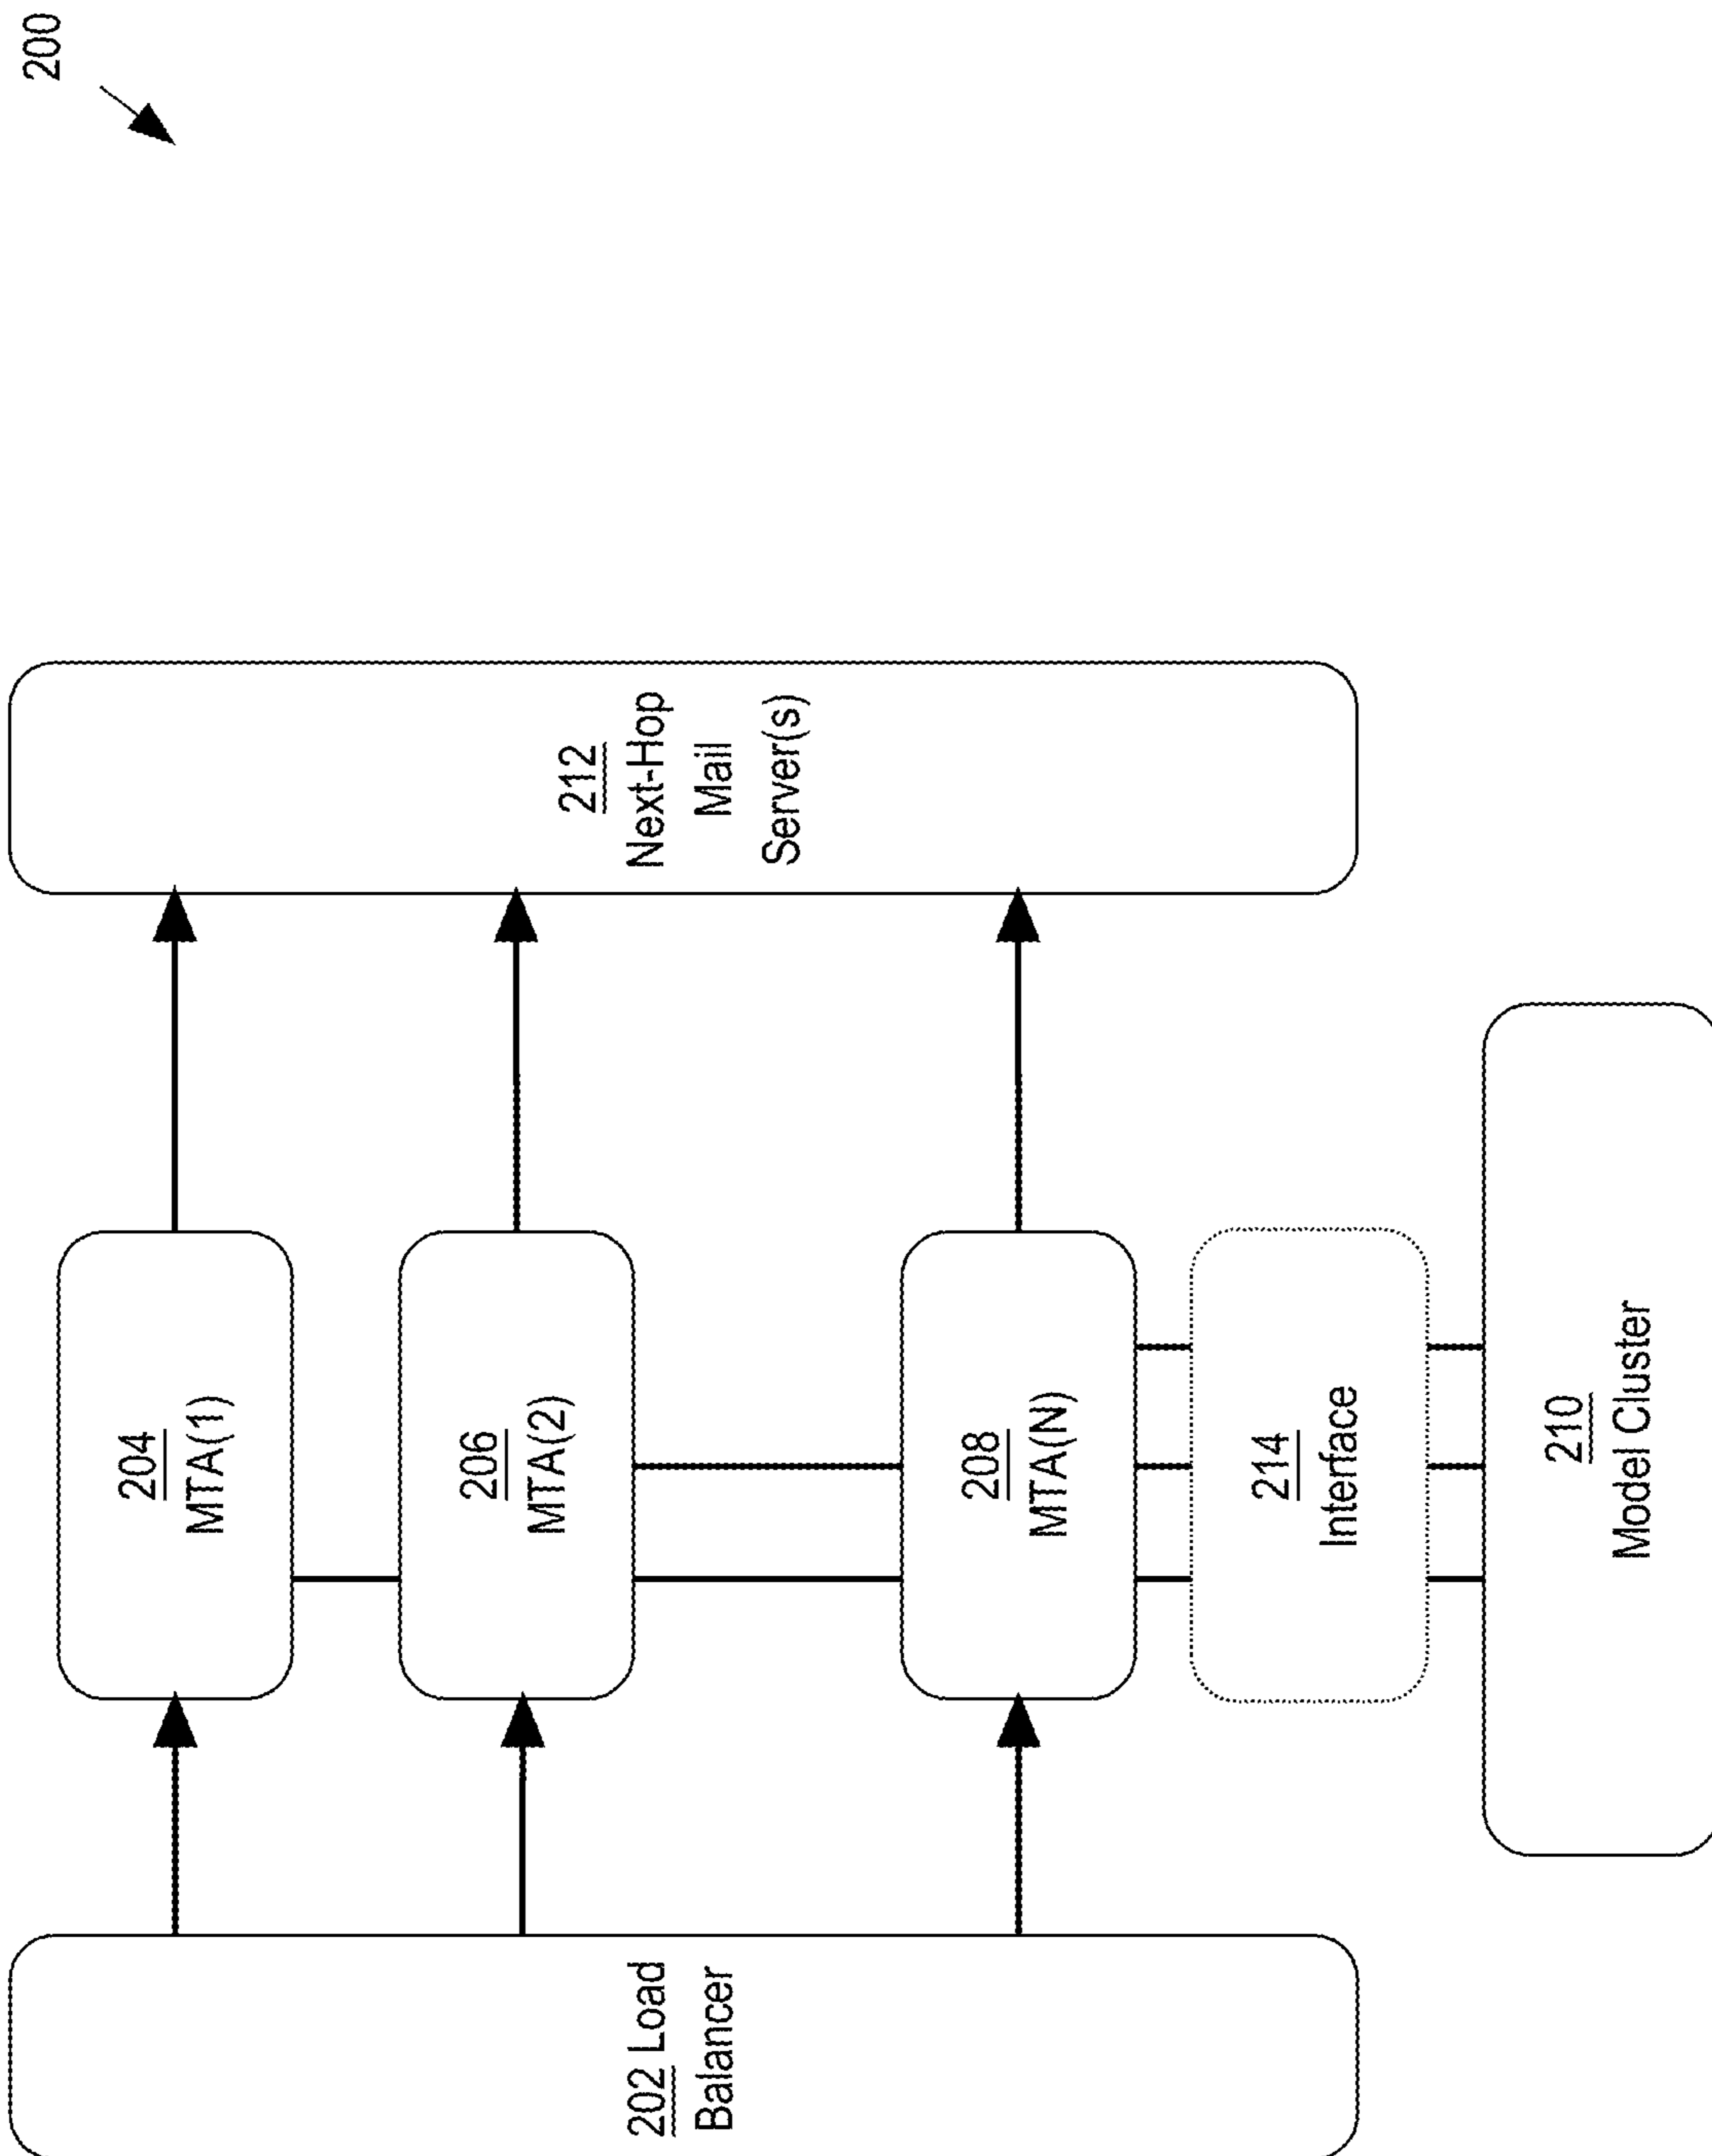 200
202 Load
Balancer
204
MTA(1)
206
MTA(2)
208
MTA(N)
214
Interface
210
Model Cluster
212
Next-Hop
Mail
Server(s)